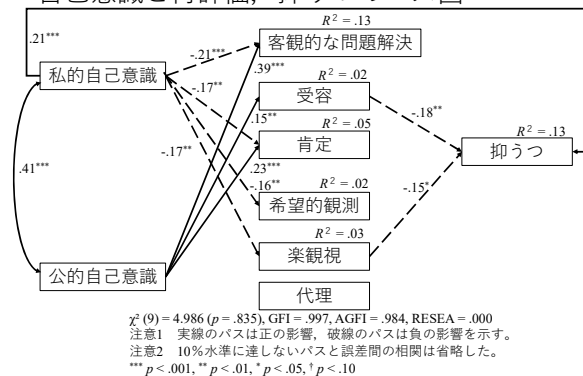 自己意識と再評価，抑うつのパス図
R² = .13
.21***
-.21***
客観的な問題解決
私的自己意識
.39***
R² = .02
-.17**
受容
-.18**
.15**
R² = .05
R² = .13
-.17**
肯定
抑うつ
.23***
.41***
-.16**
R² = .02
-.15*
希望的観測
R² = .03
公的自己意識
楽観視
代理
χ² (9) = 4.986 (p = .835), GFI = .997, AGFI = .984, RESEA = .000
注意1 実線のパスは正の影響，破線のパスは負の影響を示す。
注意2 10％水準に達しないパスと誤差間の相関は省略した。
*** p < .001, ** p < .01, * p < .05, † p < .10